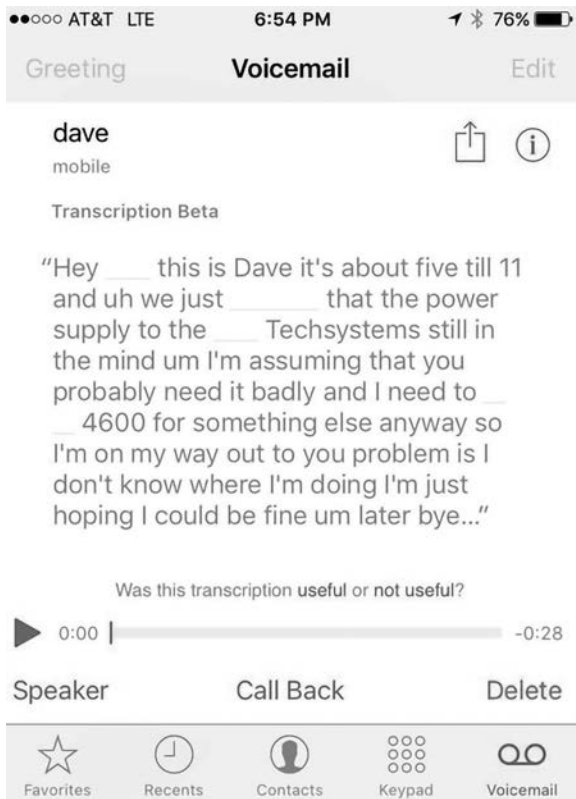 AT&T LTE 6:54 PM 76%
Greeting Voicemail Edit
dave
mobile
Transcription Beta
“Hey ___ this is Dave it's about five till 11
and uh we just ______ that the power
supply to the ___ Techsystems still in
the mind um I'm assuming that you
probably need it badly and I need to __
__ 4600 for something else anyway so
I'm on my way out to you problem is I
don't know where I'm doing I'm just
hoping I could be fine um later bye...”
Was this transcription useful or not useful?
0:00 -0:28
Speaker Call Back Delete
Favorites Recents Contacts Keypad Voicemail